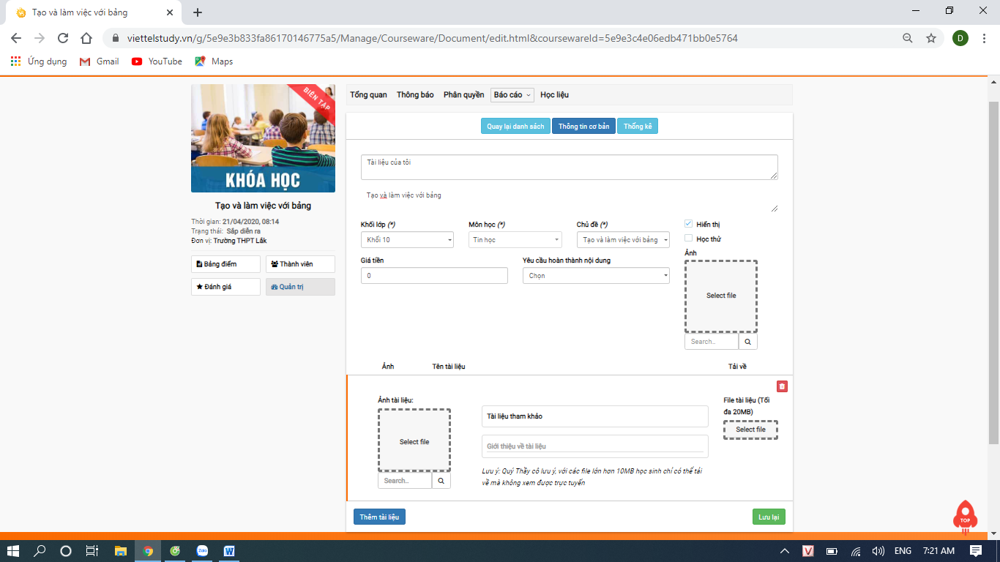 Tạo và làm việc với bảng
viettelstudy.vn/g/5e9e3b833fa86170146775a5/Manage/Courseware/Document/edit.html&coursewareId=5e9e3c4e06edb471bb0e5764
D
Ứng dụng Gmail YouTube Maps
BIÊN TẬP
KHÓA HỌC
Tạo và làm việc với bảng
Thời gian: 21/04/2020, 08:14
Trạng thái: Sắp diễn ra
Đơn vị: Trường THPT Lắk
Bảng điểm Thành viên
Đánh giá Quản trị
Tổng quan Thông báo Phân quyền Báo cáo Học liệu
Quay lại danh sách Thông tin cơ bản Thống kê
Tài liệu của tôi
Tạo và làm việc với bảng
Khối lớp (*) Môn học (*) Chủ đề (*) Hiển thị
Khối 10 Tin học Tạo và làm việc với bảng Học thử
Giá tiền Yêu cầu hoàn thành nội dung Ảnh
0 Chọn
Select file
Search..
Ảnh Tên tài liệu Tải về
Ảnh tài liệu: File tài liệu (Tối
đa 20MB)
Tài liệu tham khảo
Select file Select file
Giới thiệu về tài liệu
Lưu ý: Quý Thầy cô lưu ý, với các file lớn hơn 10MB học sinh chỉ có thể tải
về mà không xem được trực tuyến
Search..
Thêm tài liệu Lưu lại
TOP
Zalo
W
V
ENG 7:21 AM